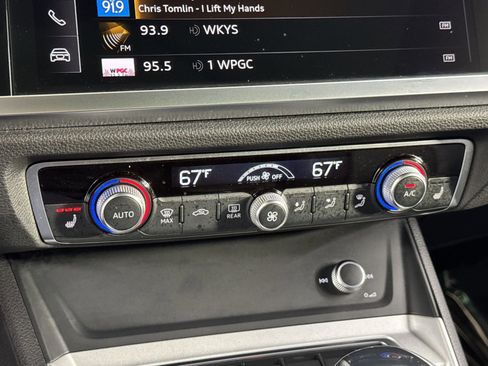 91.9
Chris Tomlin - I Lift My Hands
FM
93.9 WKYS
FM
WPGC
95.5 1 WPGC
FM
67°F
PUSH OFF
67°F
AUTO
MAX
REAR
A/C